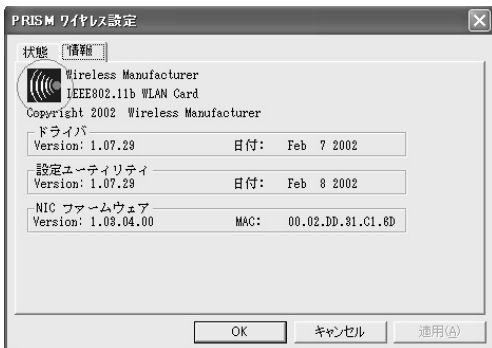 PRISM ワイヤレス設定
状態 情報
Wireless Manufacturer
IEEE802.11b WLAN Card
Copyright 2002 Wireless Manufacturer
ドライバ
Version: 1.07.29 日付: Feb 7 2002
設定ユーティリティ
Version: 1.07.29 日付: Feb 8 2002
NIC ファームウェア
Version: 1.03.04.00 MAC: 00.02.DD.31.C1.6D
OK キャンセル 適用(A)